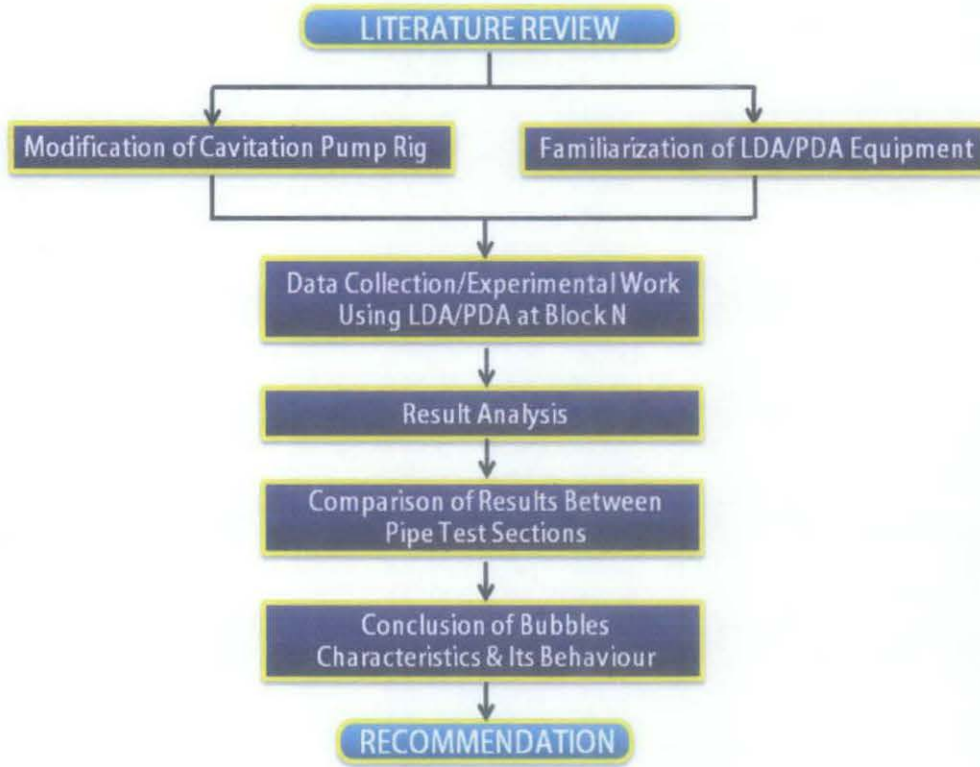 LITERATURE REVIEW
Modification of Cavitation Pump Rig
Familiarization of LDA/PDA Equipment
Data Collection/Experimental Work
Using LDA/PDA at Block N
Result Analysis
Comparison of Results Between
Pipe Test Sections
Conclusion of Bubbles
Characteristics & Its Behaviour
RECOMMENDATION